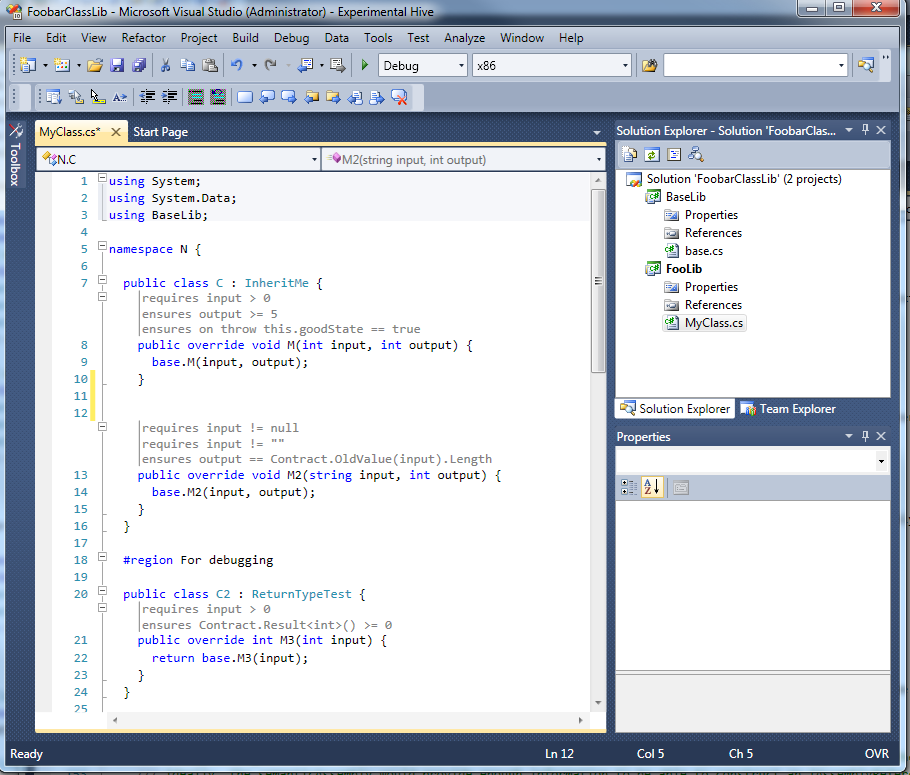 FoobarClassLib - Microsoft Visual Studio (Administrator) - Experimental Hive
File Edit View Refactor Project Build Debug Data Tools Test Analyze Window Help
Debug x86
MyClass.cs* Start Page
Toolbox
N.C M2(string input, int output)
1 using System;
2 using System.Data;
3 using BaseLib;
4
5 namespace N {
6
7 public class C : InheritMe {
requires input > 0
ensures output >= 5
ensures on throw this.goodState == true
8 public override void M(int input, int output) {
9 base.M(input, output);
10 }
11
12
requires input != null
requires input != ""
ensures output == Contract.OldValue(input).Length
13 public override void M2(string input, int output) {
14 base.M2(input, output);
15 }
16 }
17
18 #region For debugging
19
20 public class C2 : ReturnTypeTest {
requires input > 0
ensures Contract.Result<int>() >= 0
21 public override int M3(int input) {
22 return base.M3(input);
23 }
24 }
25
Solution Explorer - Solution 'FoobarClas...
Solution 'FoobarClassLib' (2 projects)
BaseLib
Properties
References
base.cs
FooLib
Properties
References
MyClass.cs
Solution Explorer Team Explorer
Properties
Ready Ln 12 Col 5 Ch 5 OVR